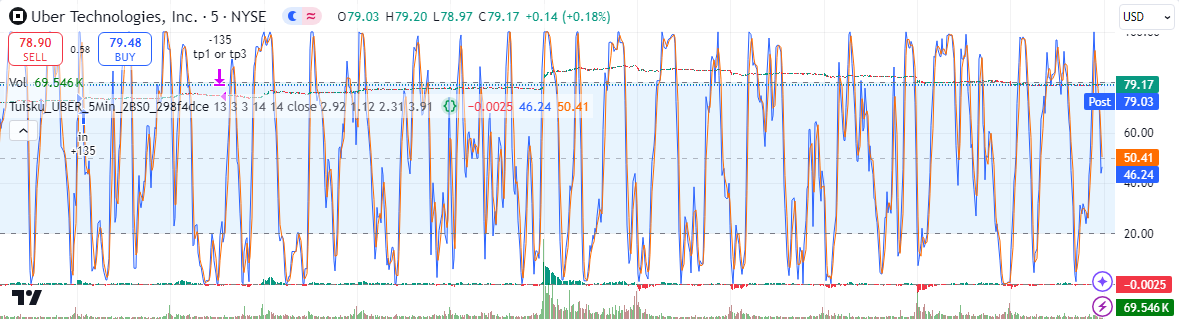 Uber Technologies, Inc. · 5 · NYSE O79.03 H79.20 L78.97 C79.17 +0.14 (+0.18%)
USD
78.90
SELL
0.58
79.48
BUY
-135
tp1 or tp3
Vol 69.546 K
Tuisku_UBER_5Min_2BS0_298f4dce 13 3 3 14 14 close 2.92 1.12 2.31 3.91 −0.0025 46.24 50.41
in
+135
100.00
79.17
Post 79.03
60.00
50.41
46.24
40.00
20.00
−0.0025
69.546 K